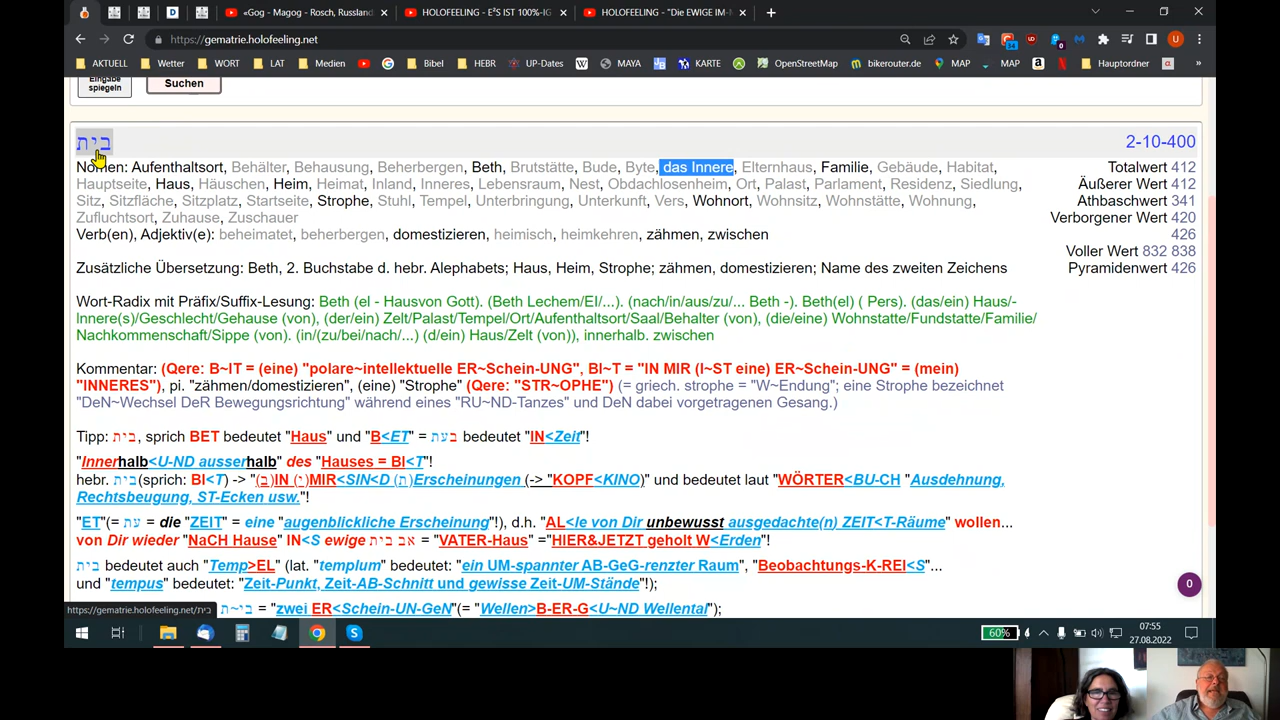 «Gog - Magog - Rosch, Russland
HOLOFEELING - E²S IST 100%-IG
HOLOFEELING - "Die EWIGE IM-
https://gematrie.holofeeling.net
AKTUELL Wetter WORT LAT Medien Bibel HEBR UP-Dates MAYA KARTE OpenStreetMap bikerouter.de MAP MAP Hauptordner »
Eingabe spiegeln
Suchen
בית 2-10-400
Nomen: Aufenthaltsort, Behälter, Behausung, Beherbergen, Beth, Brutstätte, Bude, Byte, das Innere, Elternhaus, Familie, Gebäude, Habitat, Totalwert 412
Hauptseite, Haus, Häuschen, Heim, Heimat, Inland, Inneres, Lebensraum, Nest, Obdachlosenheim, Ort, Palast, Parlament, Residenz, Siedlung, Äußerer Wert 412
Sitz, Sitzfläche, Sitzplatz, Startseite, Strophe, Stuhl, Tempel, Unterbringung, Unterkunft, Vers, Wohnort, Wohnsitz, Wohnstätte, Wohnung, Athbaschwert 341
Zufluchtsort, Zuhause, Zuschauer Verborgener Wert 420
Verb(en), Adjektiv(e): beheimatet, beherbergen, domestizieren, heimisch, heimkehren, zähmen, zwischen 426
Voller Wert 832 838
Zusätzliche Übersetzung: Beth, 2. Buchstabe d. hebr. Alephabets; Haus, Heim, Strophe; zähmen, domestizieren; Name des zweiten Zeichens Pyramidenwert 426
Wort-Radix mit Präfix/Suffix-Lesung: Beth (el - Hausvon Gott). (Beth Lechem/El/...). (nach/in/aus/zu/... Beth -). Beth(el) ( Pers). (das/ein) Haus/-
Innere(s)/Geschlecht/Gehause (von), (der/ein) Zelt/Palast/Tempel/Ort/Aufenthaltsort/Saal/Behalter (von), (die/eine) Wohnstatte/Fundstatte/Familie/
Nachkommenschaft/Sippe (von). (in/(zu/bei/nach/...) (d/ein) Haus/Zelt (von)), innerhalb. zwischen
Kommentar: (Qere: B~IT = (eine) "polare~intellektuelle ER~Schein-UNG", BI~T = "IN MIR (I~ST eine) ER~Schein-UNG" = (mein)
"INNERES"), pi. "zähmen/domestizieren", (eine) "Strophe" (Qere: "STR~OPHE") (= griech. strophe = "W~Endung"; eine Strophe bezeichnet
"DeN~Wechsel DeR Bewegungsrichtung" während eines "RU~ND-Tanzes" und DeN dabei vorgetragenen Gesang.)
Tipp: בית, sprich BET bedeutet "Haus" und "B<ET" = בעת bedeutet "IN<Zeit"!
"Innerhalb<U-ND ausserhalb" des "Hauses = BI<T"!
hebr. בית(sprich: BI<T) -> "(ב)IN (י)MIR<SIN<D (ת)Erscheinungen (-> "KOPF<KINO)" und bedeutet laut "WÖRTER<BU-CH "Ausdehnung,
Rechtsbeugung, ST-Ecken usw."!
"ET"(= עת = die "ZEIT" = eine "augenblickliche Erscheinung"!), d.h. "AL<le von Dir unbewusst ausgedachte(n) ZEIT<T-Räume" wollen...
von Dir wieder "NaCH Hause" IN<S ewige אב בית = "VATER-Haus" ="HIER&JETZT geholt W<Erden"!
בית bedeutet auch "Temp>EL" (lat. "templum" bedeutet: "ein UM-spannter AB-GeG-renzter Raum", "Beobachtungs-K-REI<S"...
und "tempus" bedeutet: "Zeit-Punkt, Zeit-AB-Schnitt und gewisse Zeit-UM-Stände"!);
בי~ת = "zwei ER<Schein-UN-GeN"(= "Wellen>B-ER-G<U~ND Wellental");
https://gematrie.holofeeling.net/בית
0
60% 07:55
27.08.2022